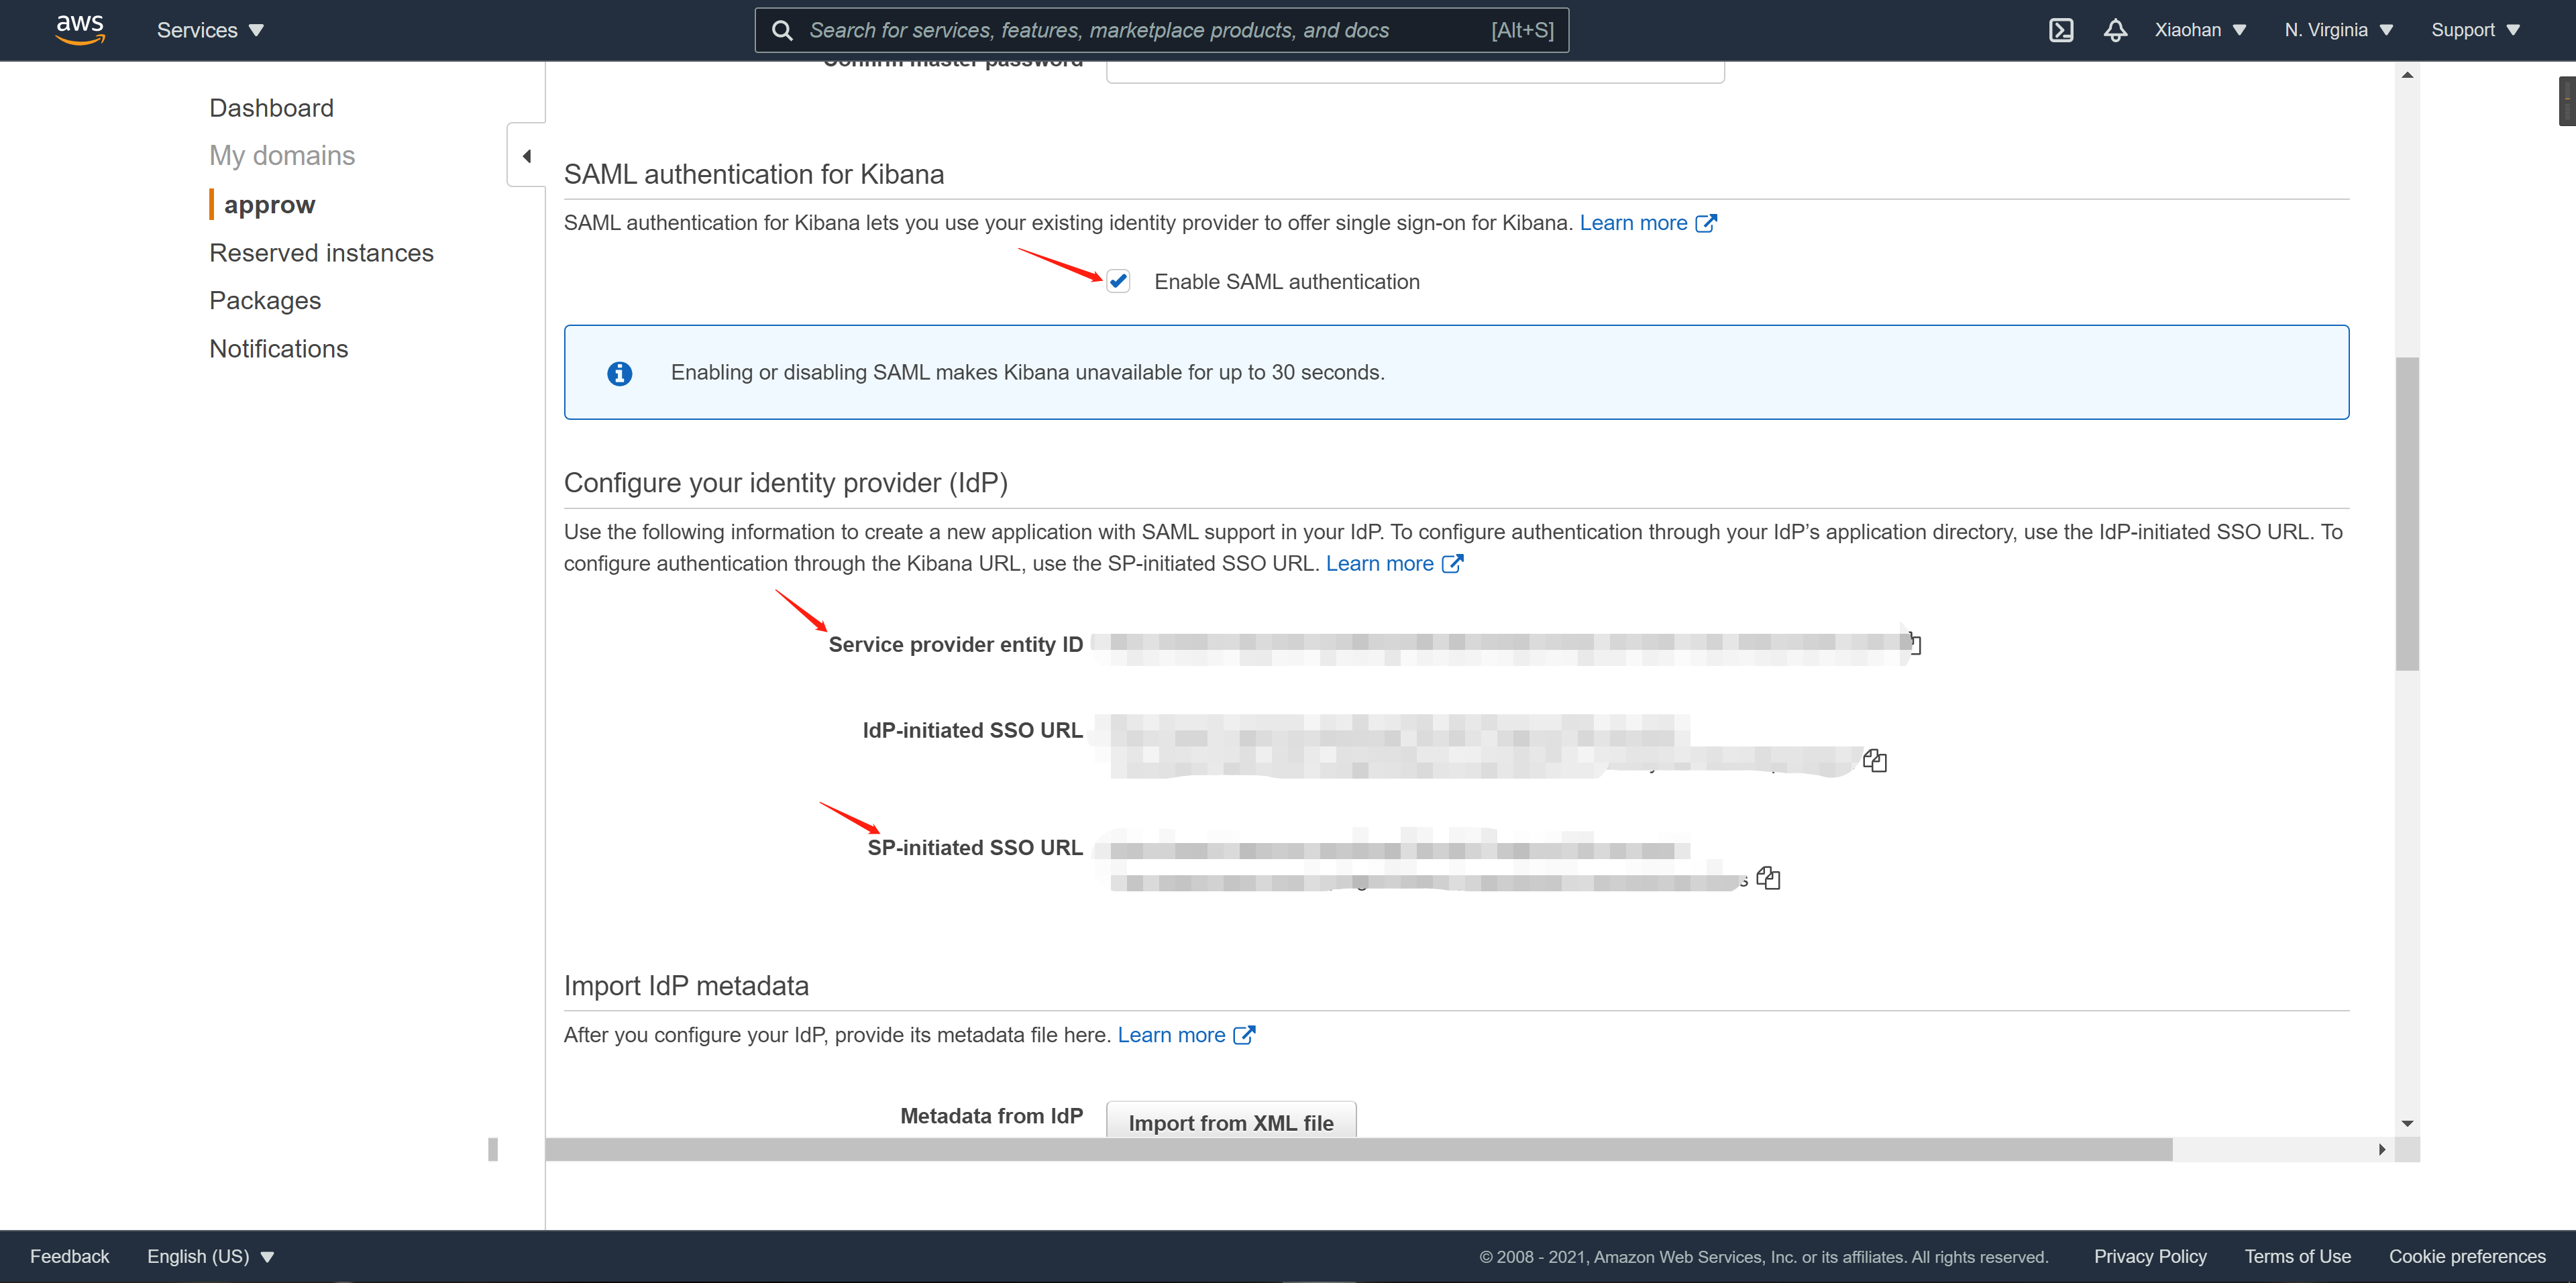 aws
Services
Search for services, features, marketplace products, and docs
[Alt+S]
Xiaohan
N. Virginia
Support
Confirm master password
Dashboard
My domains
approw
Reserved instances
Packages
Notifications
SAML authentication for Kibana
SAML authentication for Kibana lets you use your existing identity provider to offer single sign-on for Kibana. Learn more
Enable SAML authentication
Enabling or disabling SAML makes Kibana unavailable for up to 30 seconds.
Configure your identity provider (IdP)
Use the following information to create a new application with SAML support in your IdP. To configure authentication through your IdP’s application directory, use the IdP-initiated SSO URL. To
configure authentication through the Kibana URL, use the SP-initiated SSO URL. Learn more
Service provider entity ID
IdP-initiated SSO URL
SP-initiated SSO URL
Import IdP metadata
After you configure your IdP, provide its metadata file here. Learn more
Metadata from IdP
Import from XML file
Feedback
English (US)
© 2008 - 2021, Amazon Web Services, Inc. or its affiliates. All rights reserved.
Privacy Policy
Terms of Use
Cookie preferences